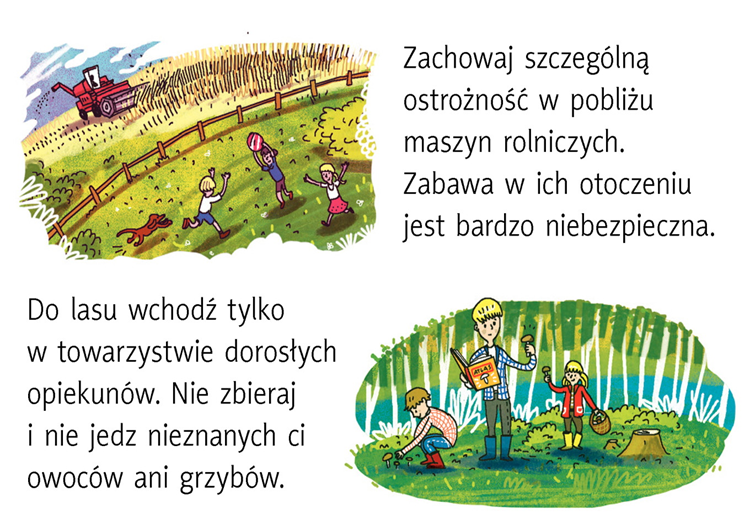 Zachowaj szczególną
ostrożność w pobliżu
maszyn rolniczych.
Zabawa w ich otoczeniu
jest bardzo niebezpieczna.
Do lasu wchodź tylko
w towarzystwie dorosłych
opiekunów. Nie zbieraj
i nie jedz nieznanych ci
owoców ani grzybów.
ATLAS